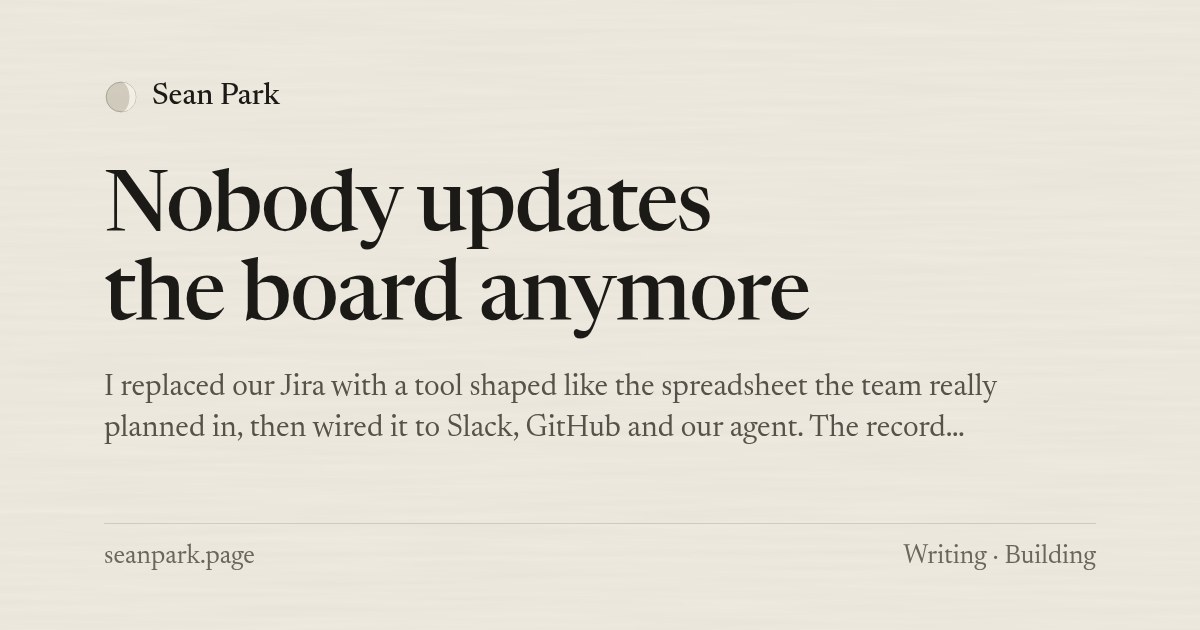 Sean Park
Nobody updates
the board anymore
I replaced our Jira with a tool shaped like the spreadsheet the team really
planned in, then wired it to Slack, GitHub and our agent. The record...
seanpark.page
Writing · Building